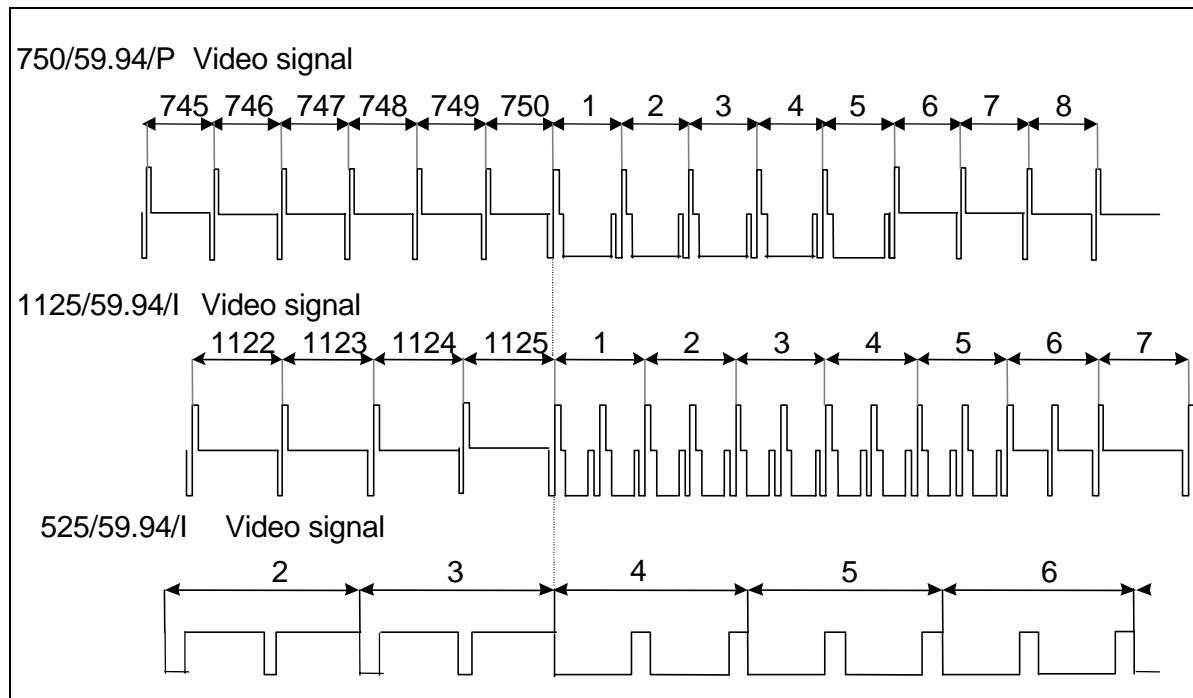 750/59.94/P Video signal
745 746 747 748 749 750 1 2 3 4 5 6 7 8
1125/59.94/I Video signal
1122 1123 1124 1125 1 2 3 4 5 6 7
525/59.94/I Video signal
2 3 4 5 6